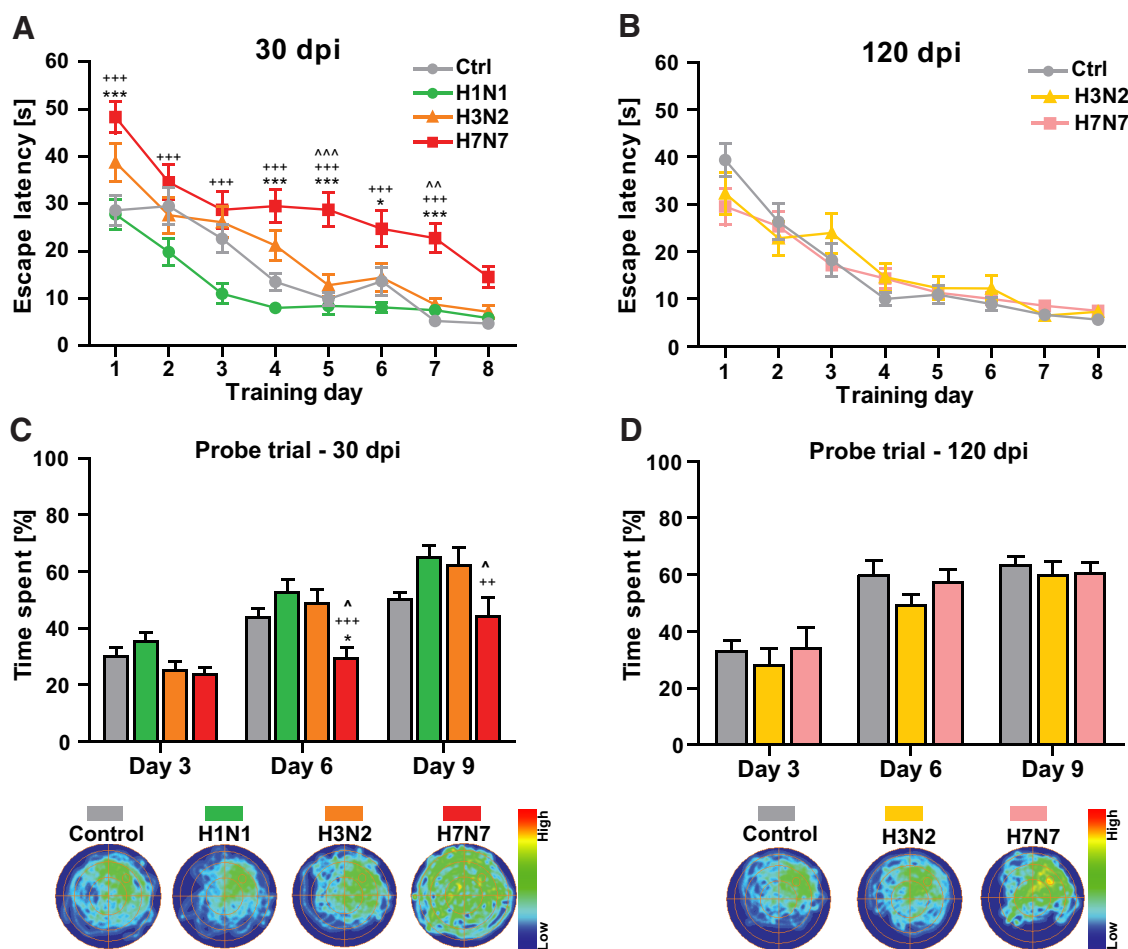 A
30 dpi
Escape latency [s]
60
50
40
30
20
10
0
Ctrl
H1N1
H3N2
H7N7
+++
***
+++
+++
+++
***
^^^
+++
***
+++
*
^^
+++
***
1 2 3 4 5 6 7 8
Training day
B
120 dpi
Escape latency [s]
60
50
40
30
20
10
0
Ctrl
H3N2
H7N7
1 2 3 4 5 6 7 8
Training day
C
Probe trial - 30 dpi
Time spent [%]
100
80
60
40
20
0
^
+++
*
^
++
Day 3 Day 6 Day 9
Control H1N1 H3N2 H7N7
High
Low
D
Probe trial - 120 dpi
Time spent [%]
100
80
60
40
20
0
Day 3 Day 6 Day 9
Control H3N2 H7N7
High
Low